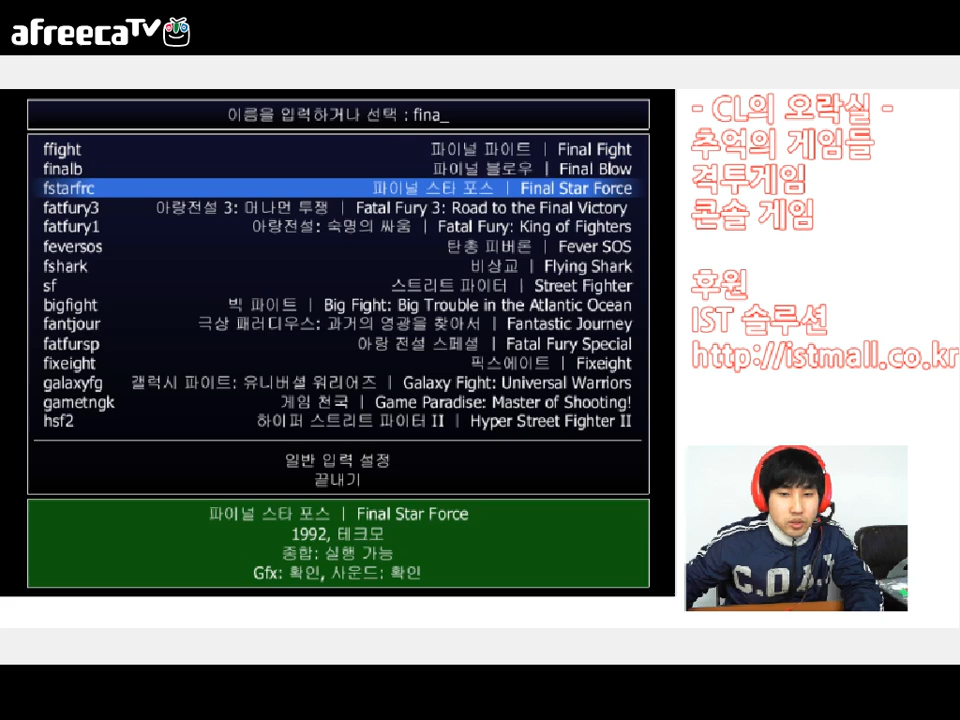 afreecaTV
이름을 입력하거나 선택 : fina_
ffight 파이널 파이트 | Final Fight
finalb 파이널 블로우 | Final Blow
fstarfrc 파이널 스타 포스 | Final Star Force
fatfury3 아랑전설 3: 머나먼 투쟁 | Fatal Fury 3: Road to the Final Victory
fatfury1 아랑전설: 숙명의 싸움 | Fatal Fury: King of Fighters
feversos 탄총 피버론 | Fever SOS
fshark 비상교 | Flying Shark
sf 스트리트 파이터 | Street Fighter
bigfight 빅 파이트 | Big Fight: Big Trouble in the Atlantic Ocean
fantjour 극상 패러디우스: 과거의 영광을 찾아서 | Fantastic Journey
fatfursp 아랑 전설 스페셜 | Fatal Fury Special
fixeight 픽스에이트 | Fixeight
galaxyfg 갤럭시 파이트: 유니버셜 워리어즈 | Galaxy Fight: Universal Warriors
gametngk 게임 천국 | Game Paradise: Master of Shooting!
hsf2 하이퍼 스트리트 파이터 II | Hyper Street Fighter II
일반 입력 설정
끝내기
파이널 스타 포스 | Final Star Force
1992, 테크모
종합: 실행 가능
Gfx: 확인, 사운드: 확인
- CL의 오락실 -
추억의 게임들
격투게임
콘솔 게임
후원
IST 솔루션
http://istmall.co.kr
C.O.A.X